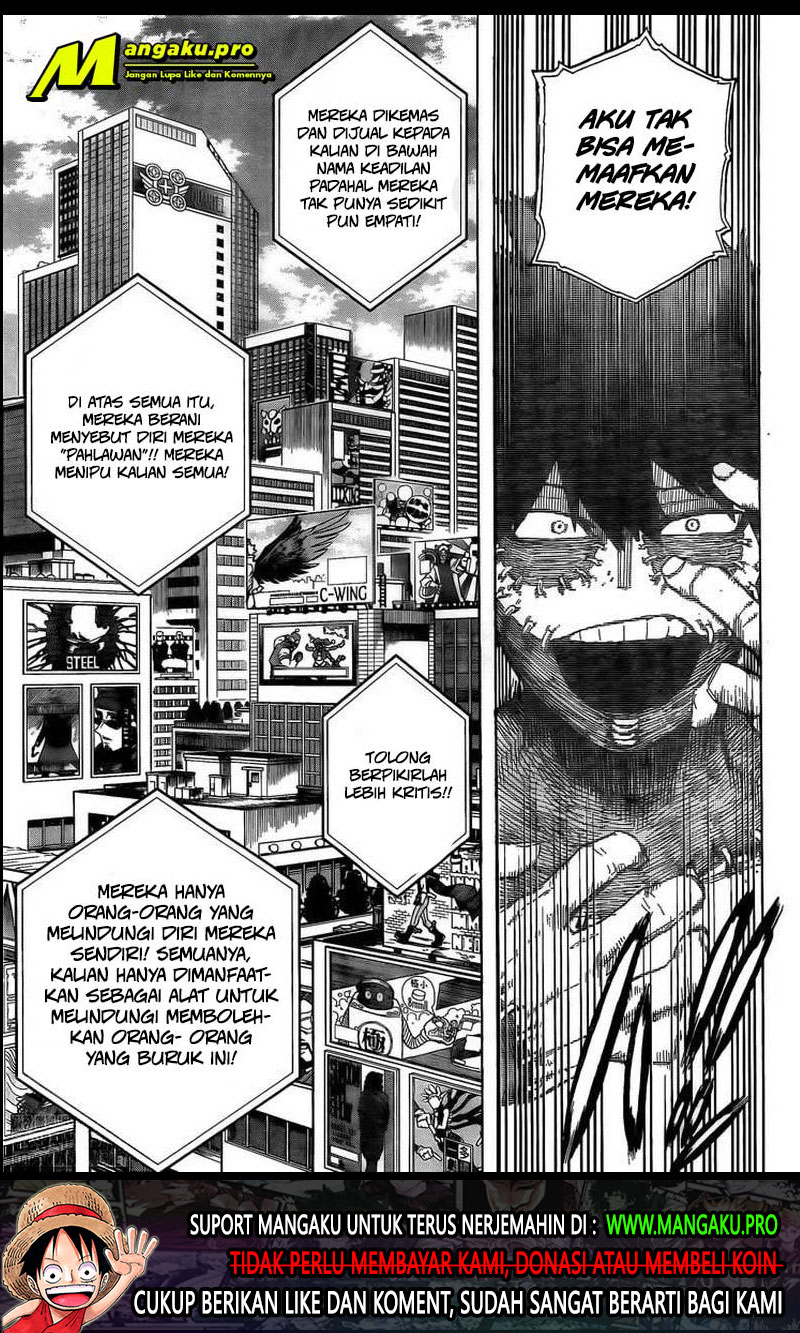 Mangaku.pro
Jangan Lupa Like dan Komennya
AKU TAK
BISA ME-
MAAFKAN
MEREKA!
MEREKA DIKEMAS
DAN DIJUAL KEPADA
KALIAN DI BAWAH
NAMA KEADILAN
PADAHAL MEREKA
TAK PUNYA SEDIKIT
PUN EMPATI!
DI ATAS SEMUA ITU,
MEREKA BERANI
MENYEBUT DIRI MEREKA
"PAHLAWAN"!! MEREKA
MENIPU KALIAN SEMUA!
C-WING
STEEL
TOLONG
BERPIKIRLAH
LEBIH KRITIS!!
MEREKA HANYA
ORANG-ORANG YANG
MELINDUNGI DIRI MEREKA
SENDIRI! SEMUANYA,
KALIAN HANYA DIMANFAAT-
KAN SEBAGAI ALAT UNTUK
MELINDUNGI MEMBOLEH-
KAN ORANG- ORANG
YANG BURUK INI!
極小
極
SUPORT MANGAKU UNTUK TERUS NERJEMAHIN DI : WWW.MANGAKU.PRO
TIDAK PERLU MEMBAYAR KAMI, DONASI ATAU MEMBELI KOIN
CUKUP BERIKAN LIKE DAN KOMENT, SUDAH SANGAT BERARTI BAGI KAMI